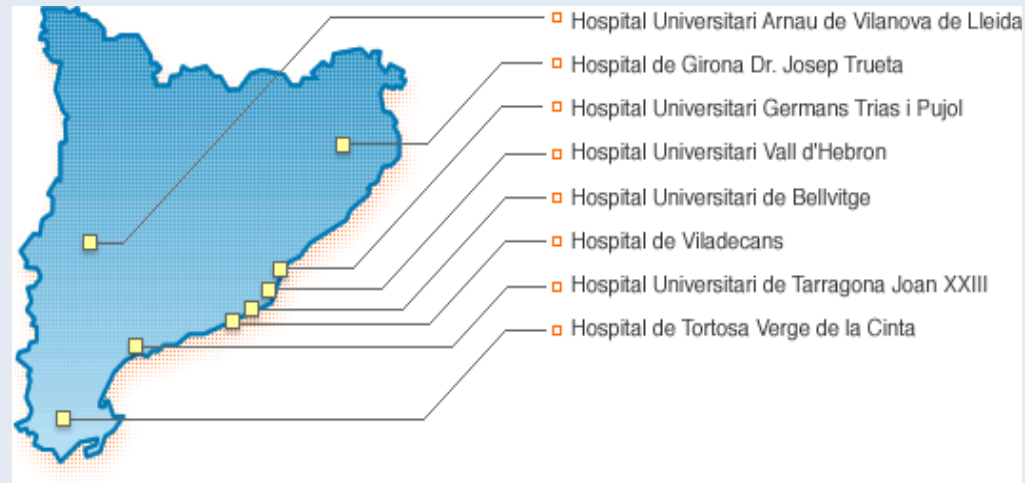 Hospital Universitari Arnau de Vilanova de Lleida
Hospital de Girona Dr. Josep Trueta
Hospital Universitari Germans Trias i Pujol
Hospital Universitari Vall d'Hebron
Hospital Universitari de Bellvitge
Hospital de Viladecans
Hospital Universitari de Tarragona Joan XXIII
Hospital de Tortosa Verge de la Cinta